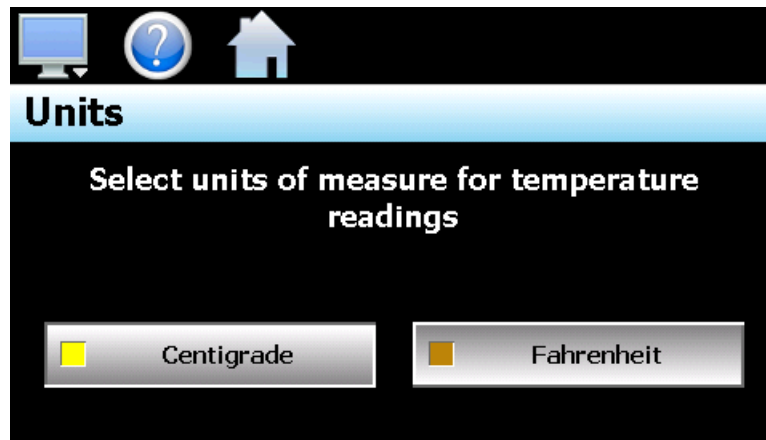 ?
Units
Select units of measure for temperature
readings
Centigrade
Fahrenheit